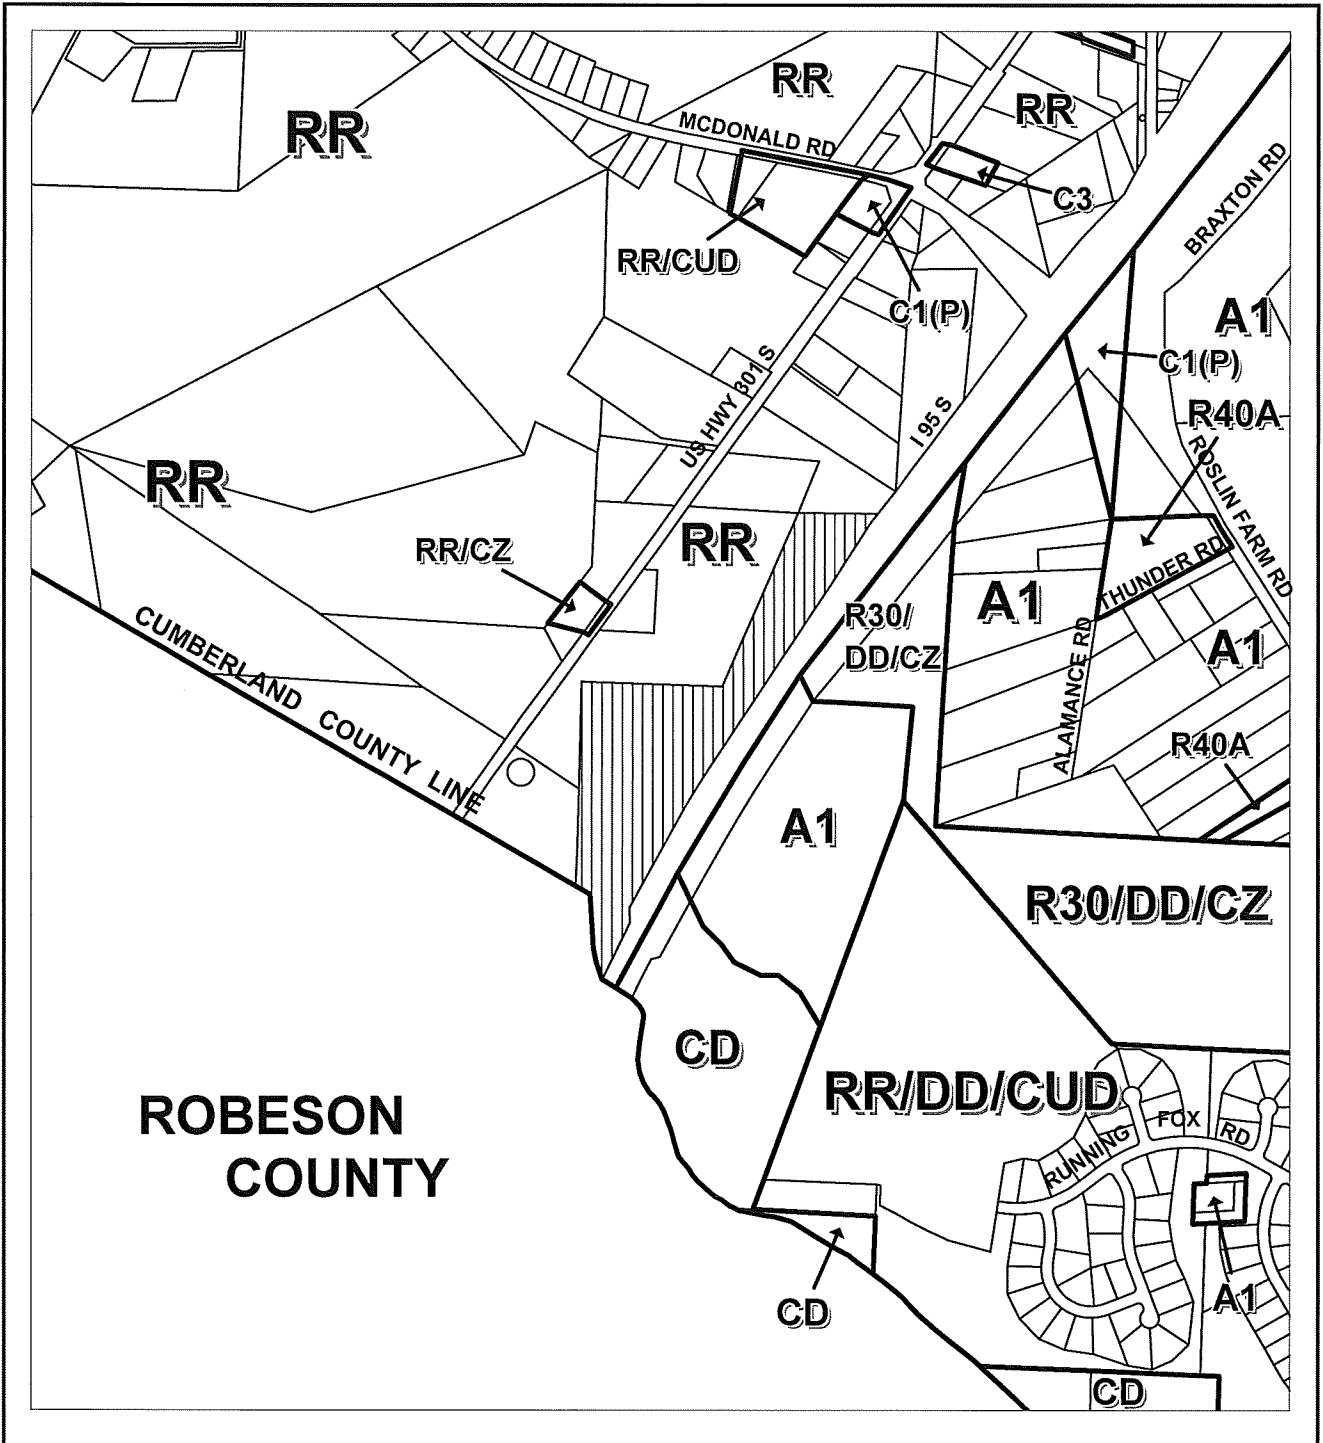 RR
RR
RR
MCDONALD RD
BRAXTON RD
C3
RR/CUD
C1(P)
A1
C1(P)
US HWY 301 S
I 95 S
R40A
ROSLIN FARM RD
RR
RR
RR/CZ
THUNDER RD
A1
R30/
DD/CZ
A1
ALAMANCE RD
CUMBERLAND COUNTY LINE
R40A
A1
R30/DD/CZ
CD
RR/DD/CUD
ROBESON
COUNTY
RUNNING FOX RD
A1
CD
CD